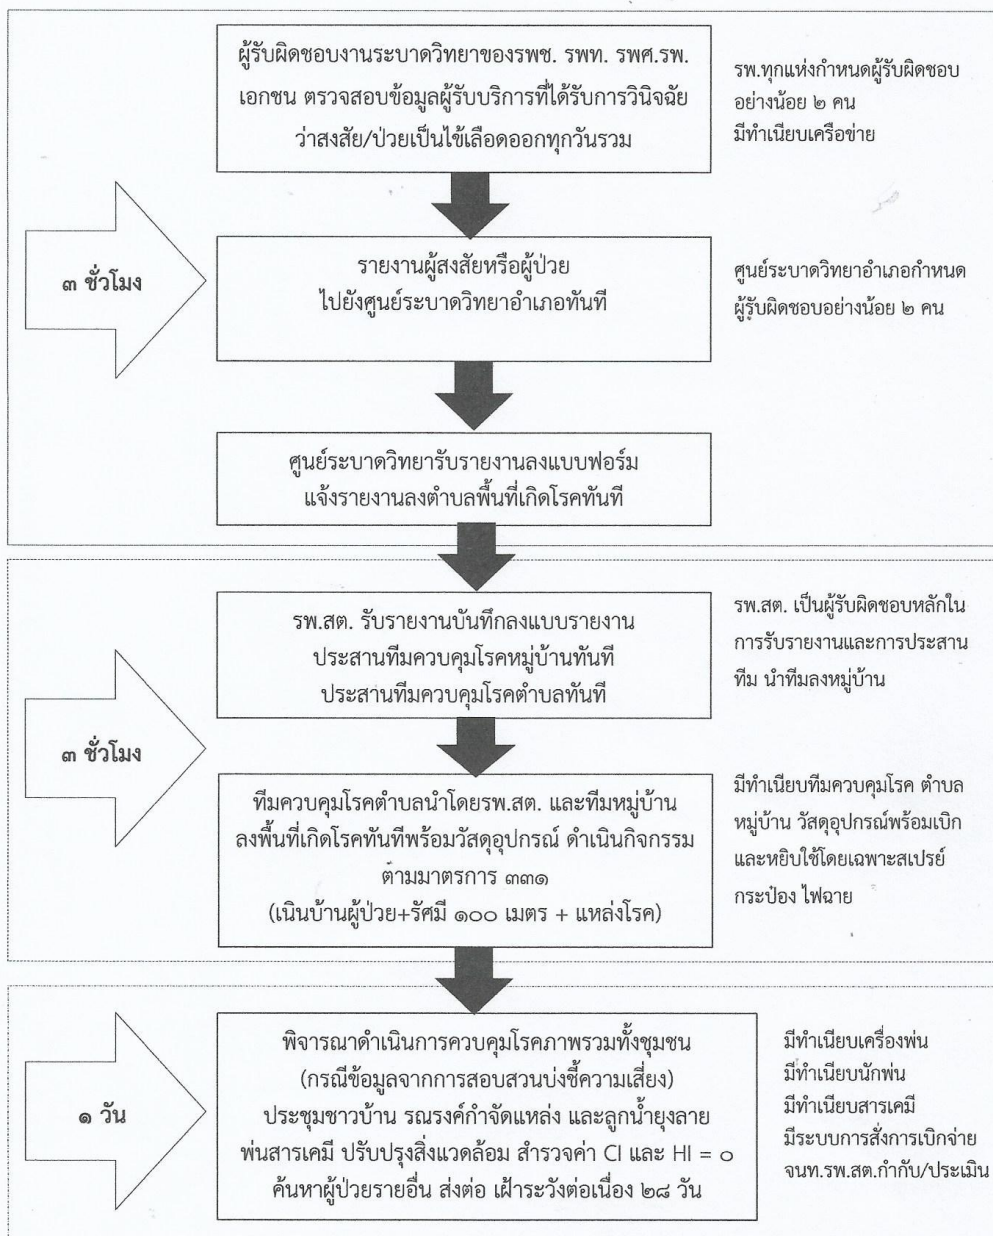 ผู้รับผิดชอบงานระบาดวิทยาของรพช. รพท. รพศ.รพ.
เอกชน ตรวจสอบข้อมูลผู้รับบริการที่ได้รับการวินิจฉัย
ว่าสงสัย/ป่วยเป็นไข้เลือดออกทุกวันรวม
รพ.ทุกแห่งกำหนดผู้รับผิดชอบ
อย่างน้อย ๒ คน
มีทำเนียบเครือข่าย
๓ ชั่วโมง
รายงานผู้สงสัยหรือผู้ป่วย
ไปยังศูนย์ระบาดวิทยาอำเภอทันที
ศูนย์ระบาดวิทยาอำเภอกำหนด
ผู้รับผิดชอบอย่างน้อย ๒ คน
ศูนย์ระบาดวิทยารับรายงานลงแบบฟอร์ม
แจ้งรายงานลงตำบลพื้นที่เกิดโรคทันที
รพ.สต. รับรายงานบันทึกลงแบบรายงาน
ประสานทีมควบคุมโรคหมู่บ้านทันที
ประสานทีมควบคุมโรคตำบลทันที
รพ.สต. เป็นผู้รับผิดชอบหลักใน
การรับรายงานและการประสาน
ทีม นำทีมลงหมู่บ้าน
๓ ชั่วโมง
ทีมควบคุมโรคตำบลนำโดยรพ.สต. และทีมหมู่บ้าน
ลงพื้นที่เกิดโรคทันทีพร้อมวัสดุอุปกรณ์ ดำเนินกิจกรรม
ตามมาตรการ ๓๓๑
(เนินบ้านผู้ป่วย+รัศมี ๑๐๐ เมตร + แหล่งโรค)
มีทำเนียบทีมควบคุมโรค ตำบล
หมู่บ้าน วัสดุอุปกรณ์พร้อมเบิก
และหยิบใช้โดยเฉพาะสเปรย์
กระป๋อง ไฟฉาย
๑ วัน
พิจารณาดำเนินการควบคุมโรคภาพรวมทั้งชุมชน
(กรณีข้อมูลจากการสอบสวนบ่งชี้ความเสี่ยง)
ประชุมชาวบ้าน รณรงค์กำจัดแหล่ง และลูกน้ำยุงลาย
พ่นสารเคมี ปรับปรุงสิ่งแวดล้อม สำรวจค่า CI และ HI = ๐
ค้นหาผู้ป่วยรายอื่น ส่งต่อ เฝ้าระวังต่อเนื่อง ๒๘ วัน
มีทำเนียบเครื่องพ่น
มีทำเนียบนักพ่น
มีทำเนียบสารเคมี
มีระบบการสั่งการเบิกจ่าย
จนท.รพ.สต.กำกับ/ประเมิน